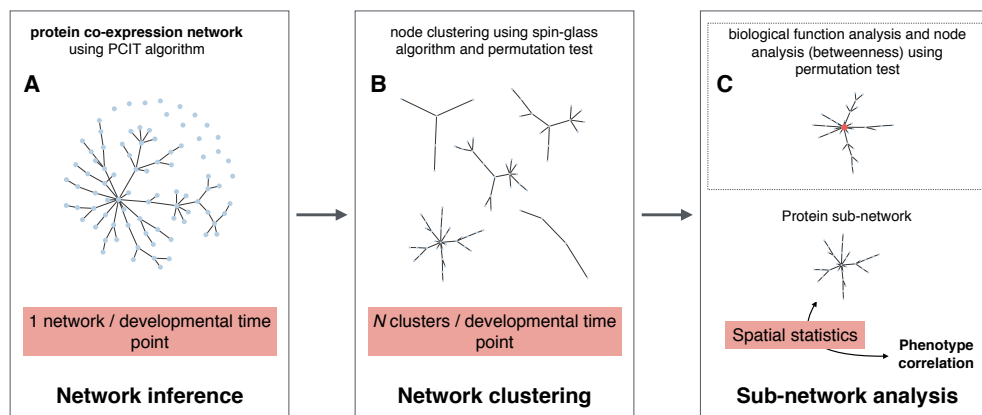 protein co-expression network
using PCIT algorithm
A
1 network / developmental time
point
Network inference
node clustering using spin-glass
algorithm and permutation test
B
N clusters / developmental time
point
Network clustering
biological function analysis and node
analysis (betweenness) using
permutation test
C
Protein sub-network
Spatial statistics
Phenotype
correlation
Sub-network analysis